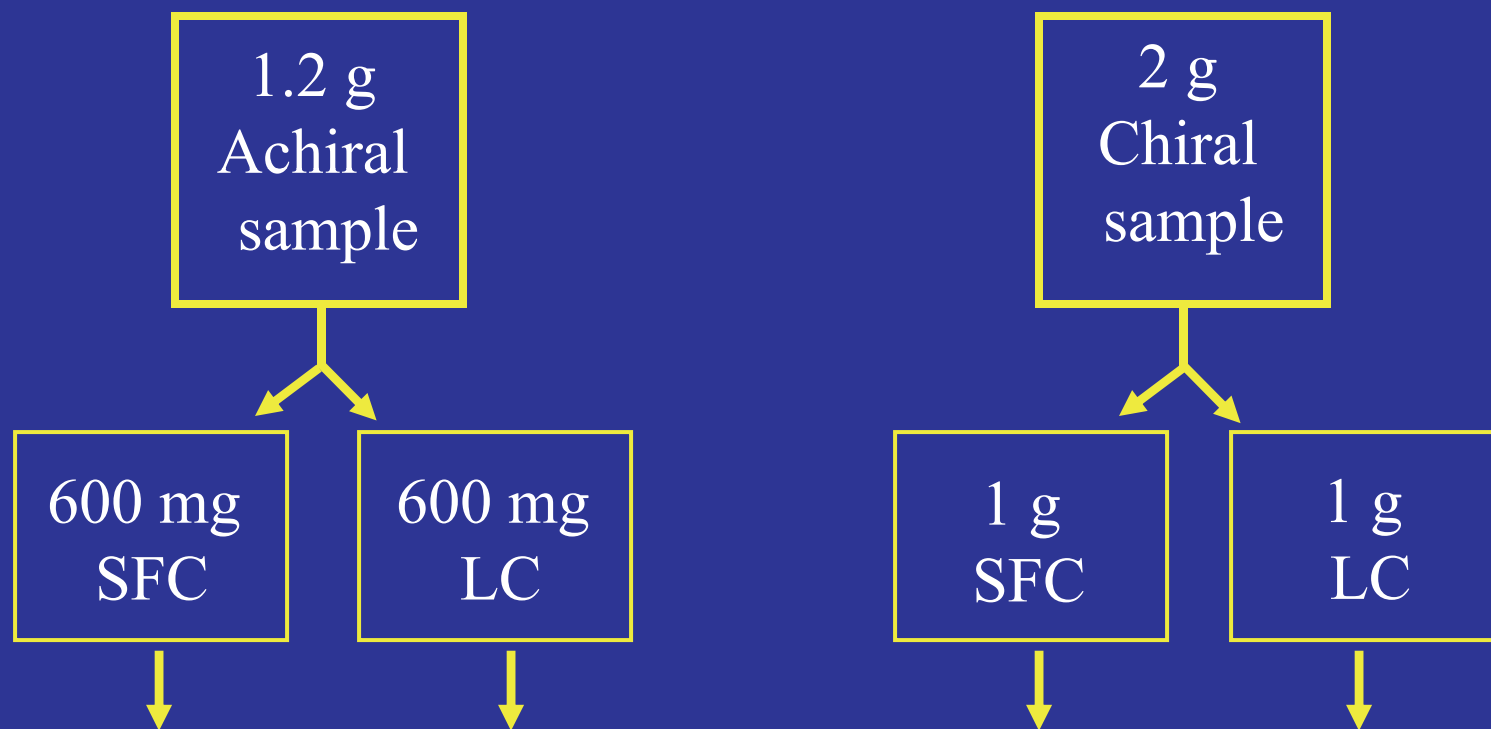 1.2 g
Achiral
sample
2 g
Chiral
sample
600 mg
SFC
600 mg
LC
1 g
SFC
1 g
LC